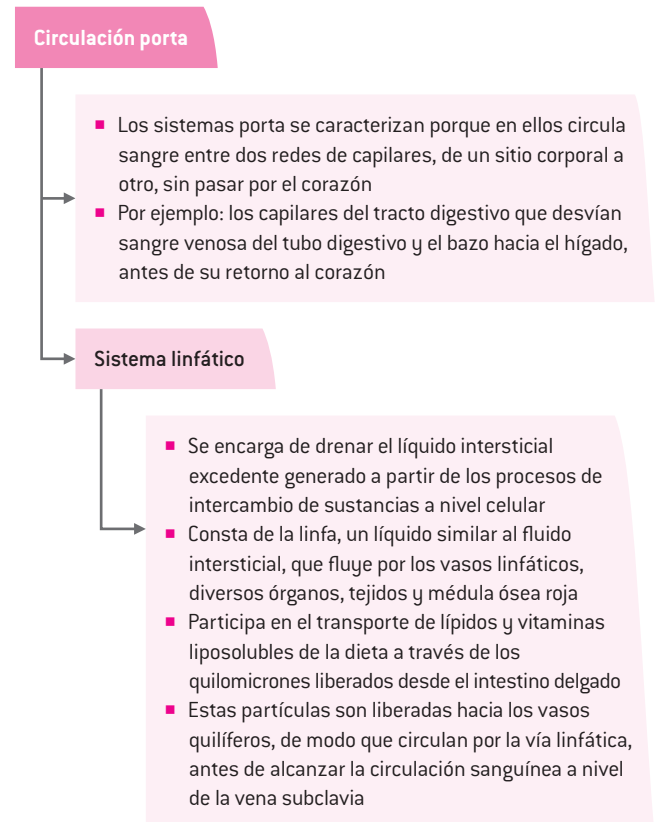 Circulación porta
▪ Los sistemas porta se caracterizan porque en ellos circula
sangre entre dos redes de capilares, de un sitio corporal a
otro, sin pasar por el corazón
▪ Por ejemplo: los capilares del tracto digestivo que desvían
sangre venosa del tubo digestivo y el bazo hacia el hígado,
antes de su retorno al corazón
Sistema linfático
▪ Se encarga de drenar el líquido intersticial
excedente generado a partir de los procesos de
intercambio de sustancias a nivel celular
▪ Consta de la linfa, un líquido similar al fluido
intersticial, que fluye por los vasos linfáticos,
diversos órganos, tejidos y médula ósea roja
▪ Participa en el transporte de lípidos y vitaminas
liposolubles de la dieta a través de los
quilomicrones liberados desde el intestino delgado
▪ Estas partículas son liberadas hacia los vasos
quilíferos, de modo que circulan por la vía linfática,
antes de alcanzar la circulación sanguínea a nivel
de la vena subclavia